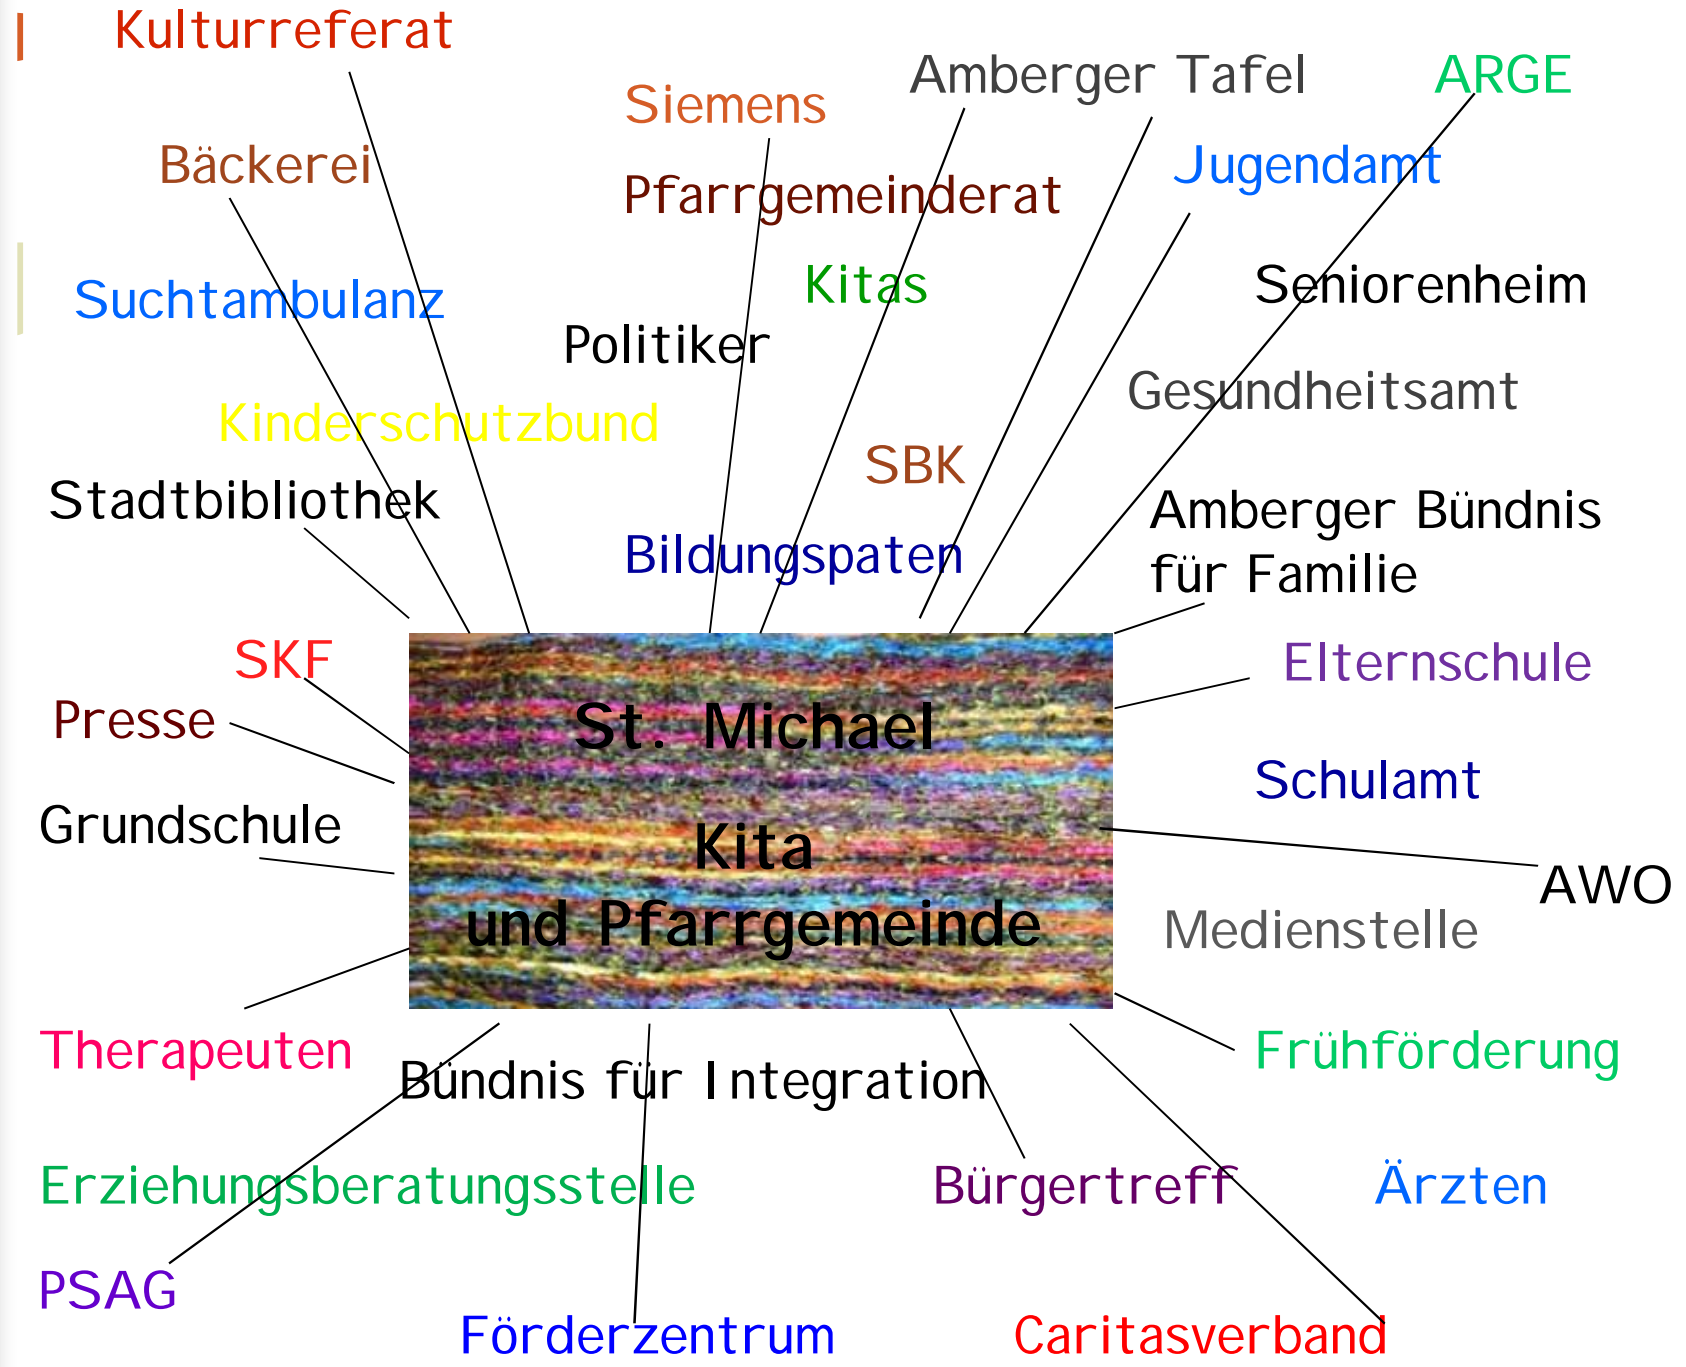 Kulturreferat
Amberger Tafel
ARGE
Siemens
Bäckerei
Jugendamt
Pfarrgemeinderat
Suchtambulanz
Kitas
Seniorenheim
Politiker
Gesundheitsamt
Kinderschutzbund
SBK
Stadtbibliothek
Amberger Bündnis
für Familie
Bildungspaten
SKF
Elternschule
Presse
St. Michael
Schulamt
Grundschule
Kita
AWO
und Pfarrgemeinde
Medienstelle
Therapeuten
Bündnis für Integration
Frühförderung
Erziehungsberatungsstelle
Bürgertreff
Ärzten
PSAG
Förderzentrum
Caritasverband